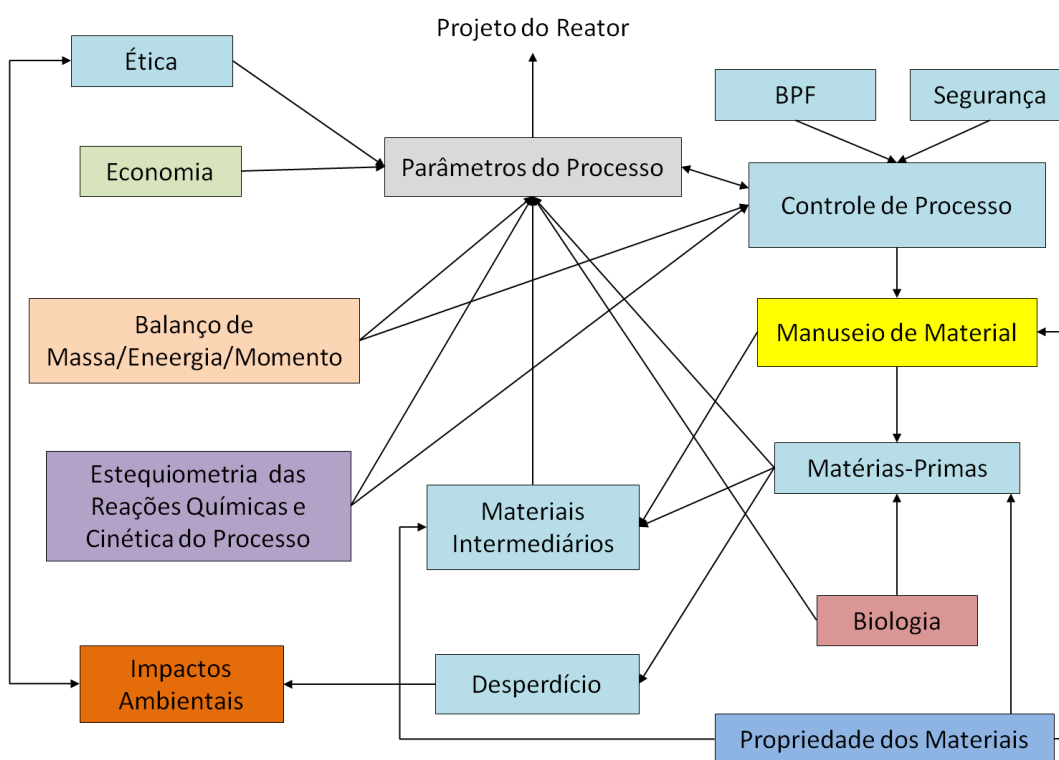 Projeto do Reator
Ética
BPF
Segurança
Economia
Parâmetros do Processo
Controle de Processo
Balanço de
Massa/Eneergia/Momento
Manuseio de Material
Matérias-Primas
Estequiometria das
Reações Químicas e
Cinética do Processo
Materiais
Intermediários
Biologia
Impactos
Ambientais
Desperdício
Propriedade dos Materiais